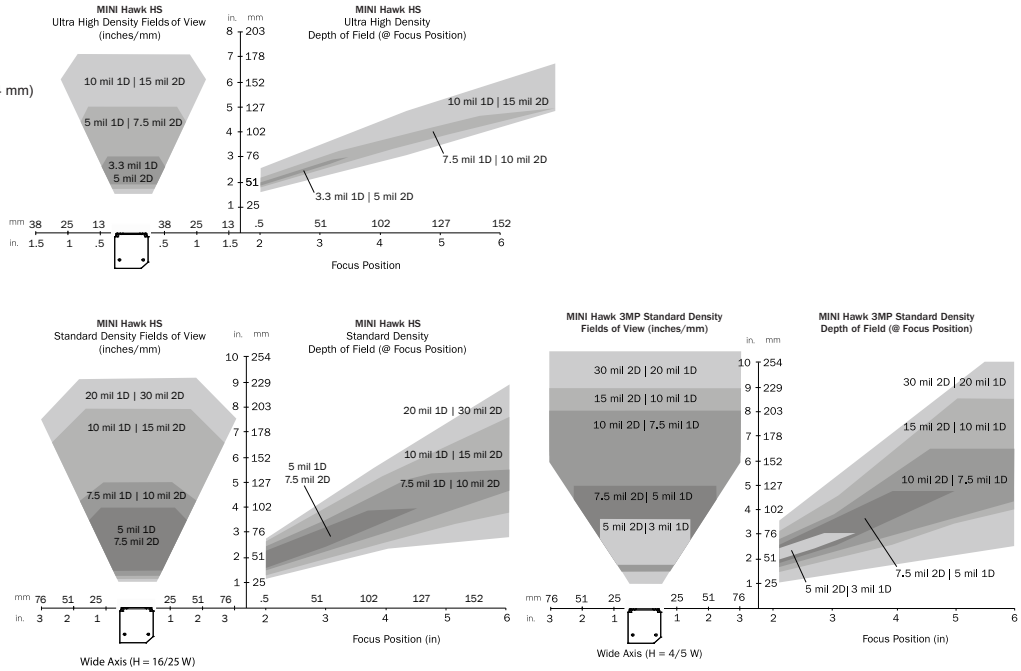 MINI Hawk HS
Ultra High Density Fields of View
(inches/mm)
in. mm
MINI Hawk HS
Ultra High Density
Depth of Field (@ Focus Position)
mm)
8 203
7 178
6 152
5 127
4 102
3 76
2 51
1 25
10 mil 1D | 15 mil 2D
5 mil 1D | 7.5 mil 2D
3.3 mil 1D
5 mil 2D
10 mil 1D | 15 mil 2D
7.5 mil 1D | 10 mil 2D
3.3 mil 1D | 5 mil 2D
mm 38 25 13 38 25 13 .5 51 102 127 152
in. 1.5 1 .5 .5 1 1.5 2 3 4 5 6
Focus Position
MINI Hawk HS
Standard Density Fields of View
(inches/mm)
in. mm
MINI Hawk HS
Standard Density
Depth of Field (@ Focus Position)
10 254
9 229
8 203
7 178
6 152
5 127
4 102
3 76
2 51
1 25
20 mil 1D | 30 mil 2D
10 mil 1D | 15 mil 2D
7.5 mil 1D | 10 mil 2D
5 mil 1D
7.5 mil 2D
20 mil 1D | 30 mil 2D
10 mil 1D | 15 mil 2D
5 mil 1D
7.5 mil 2D
7.5 mil 1D | 10 mil 2D
mm 76 51 25 25 51 76 .5 51 102 127 152
in. 3 2 1 1 2 3 2 3 4 5 6
Focus Position (in)
Wide Axis (H = 16/25 W)
MINI Hawk 3MP Standard Density
Fields of View (inches/mm)
in. mm
MINI Hawk 3MP Standard Density
Depth of Field (@ Focus Position)
10 254
9 229
8 203
7 178
6 152
5 127
4 102
3 76
2 51
1 25
30 mil 2D | 20 mil 1D
15 mil 2D | 10 mil 1D
10 mil 2D | 7.5 mil 1D
7.5 mil 2D | 5 mil 1D
5 mil 2D | 3 mil 1D
30 mil 2D | 20 mil 1D
15 mil 2D | 10 mil 1D
10 mil 2D | 7.5 mil 1D
7.5 mil 2D | 5 mil 1D
5 mil 2D | 3 mil 1D
mm 76 51 25 25 51 76
in. 3 2 1 1 2 3 2 3 4 5 6
Focus Position (in)
Wide Axis (H = 4/5 W)